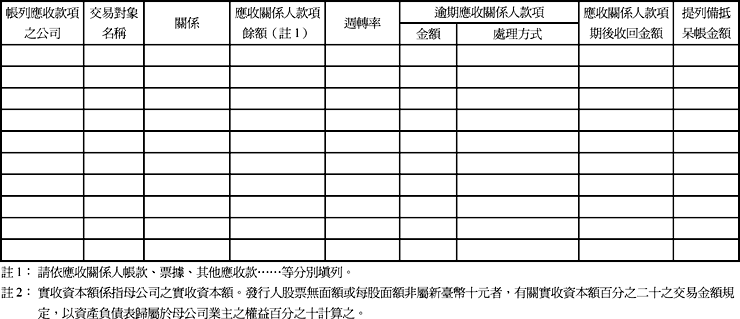 帳列應收款項 交易對象 關係 應收關係人款項 週轉率 逾期應收關係人款項 應收關係人款項 提列備抵
之公司 名稱 餘額（註1） 金額 處理方式 期後收回金額 呆帳金額
註1： 請依應收關係人帳款、票據、其他應收款……等分別填列。
註2： 實收資本額係指母公司之實收資本額。發行人股票無面額或每股面額非屬新臺幣十元者，有關實收資本額百分之二十之交易金額規
定，以資產負債表歸屬於母公司業主之權益百分之十計算之。